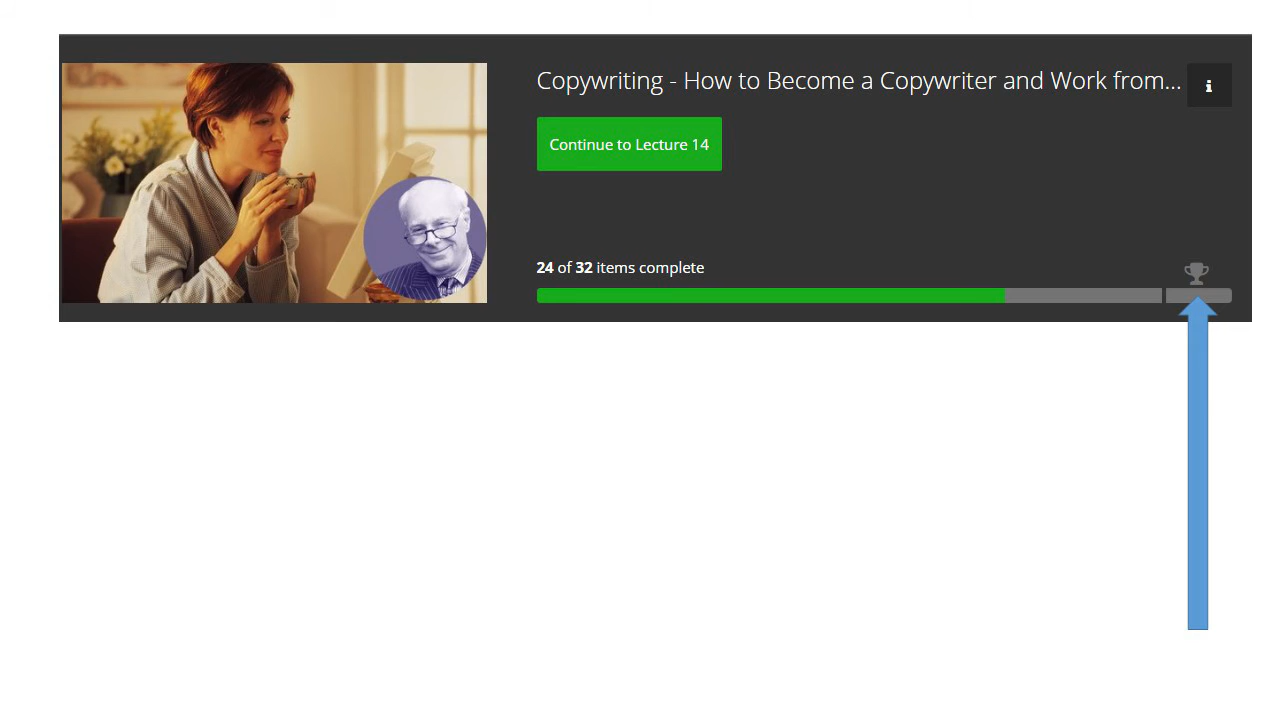 Copywriting - How to Become a Copywriter and Work from...
i
Continue to Lecture 14
24 of 32 items complete